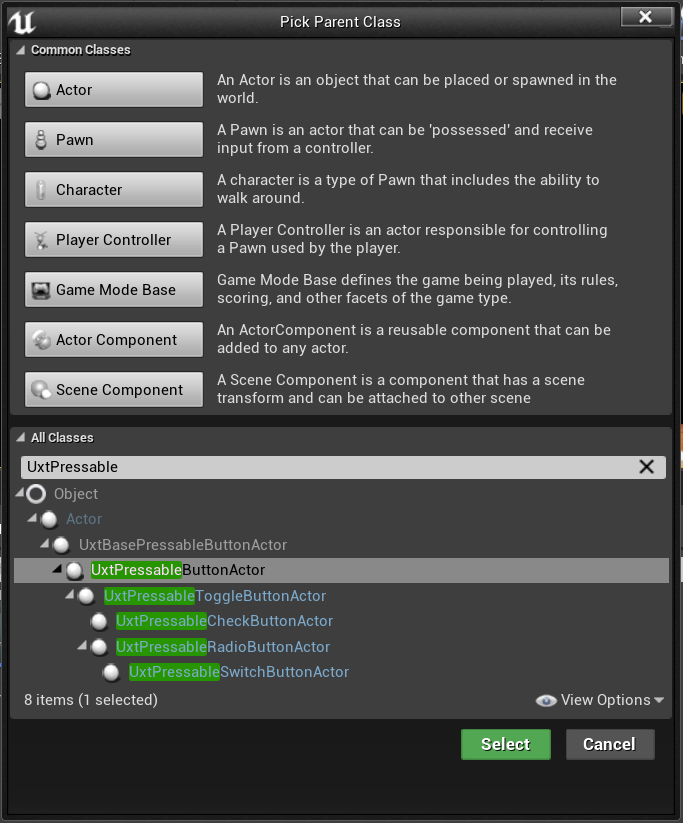 Pick Parent Class
Common Classes
Actor
An Actor is an object that can be placed or spawned in the
world.
Pawn
A Pawn is an actor that can be 'possessed' and receive
input from a controller.
Character
A character is a type of Pawn that includes the ability to
walk around.
Player Controller
A Player Controller is an actor responsible for controlling
a Pawn used by the player.
Game Mode Base
Game Mode Base defines the game being played, its rules,
scoring, and other facets of the game type.
Actor Component
An ActorComponent is a reusable component that can be
added to any actor.
Scene Component
A Scene Component is a component that has a scene
transform and can be attached to other scene
All Classes
UxtPressable
Object
Actor
UxtBasePressableButtonActor
UxtPressableButtonActor
UxtPressableToggleButtonActor
UxtPressableCheckButtonActor
UxtPressableRadioButtonActor
UxtPressableSwitchButtonActor
8 items (1 selected)
View Options
Select
Cancel